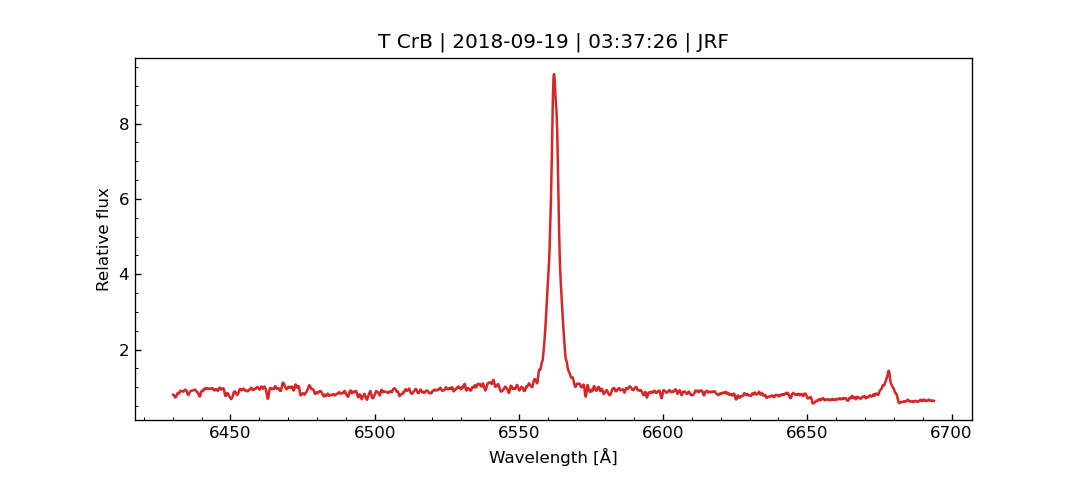 T CrB | 2018-09-19 | 03:37:26 | JRF
Relative flux
8
6
4
2
6450 6500 6550 6600 6650 6700
Wavelength [Å]